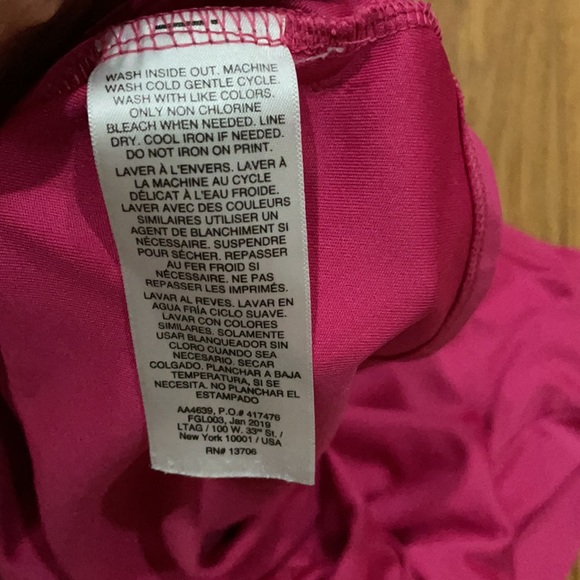 WASH INSIDE OUT. MACHINE
WASH COLD GENTLE CYCLE.
WASH WITH LIKE COLORS.
ONLY NON CHLORINE
BLEACH WHEN NEEDED. LINE
DRY. COOL IRON IF NEEDED.
DO NOT IRON ON PRINT.
LAVER À L'ENVERS. LAVER À
LA MACHINE AU CYCLE
DÉLICAT À L'EAU FROIDE.
LAVER AVEC DES COULEURS
SIMILAIRES UTILISER UN
AGENT DE BLANCHIMENT SI
NÉCESSAIRE. SUSPENDRE
POUR SÉCHER. REPASSER
AU FER FROID SI
NÉCESSAIRE. NE PAS
REPASSER LES IMPRIMÉS.
LAVAR AL REVES. LAVAR EN
AGUA FRÍA CICLO SUAVE.
LAVAR CON COLORES
SIMILARES. SOLAMENTE
USAR BLANQUEADOR SIN
CLORO CUANDO SEA
NECESARIO. SECAR
COLGADO. PLANCHAR A BAJA
TEMPERATURA, SI SE
NECESITA. NO PLANCHAR EL
ESTAMPADO
AA4639, P.O.# 417476
FGL003, Jan 2019
LTAG / 100 W. 33rd St. /
New York 10001 / USA
RN# 13706